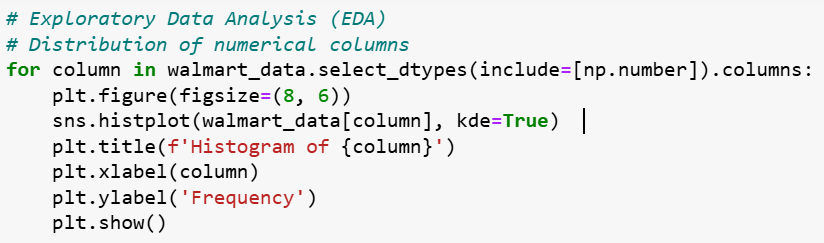 # Exploratory Data Analysis (EDA)
# Distribution of numerical columns
for column in walmart_data.select_dtypes(include=[np.number]).columns:
    plt.figure(figsize=(8, 6))
    sns.histplot(walmart_data[column], kde=True)
    plt.title(f'Histogram of {column}')
    plt.xlabel(column)
    plt.ylabel('Frequency')
    plt.show()